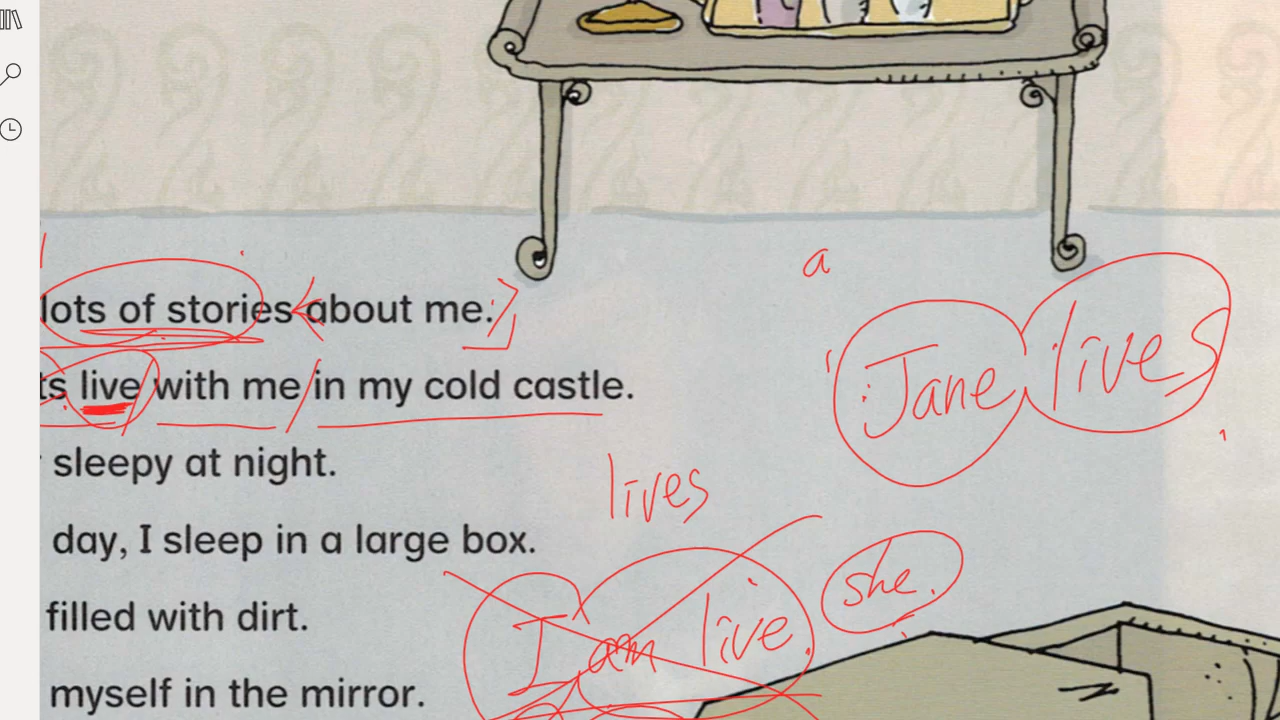 lots of stories about me.
a
ts live with me in my cold castle.
Jane lives
sleepy at night.
lives
day, I sleep in a large box.
she.
filled with dirt.
I am live.
myself in the mirror.